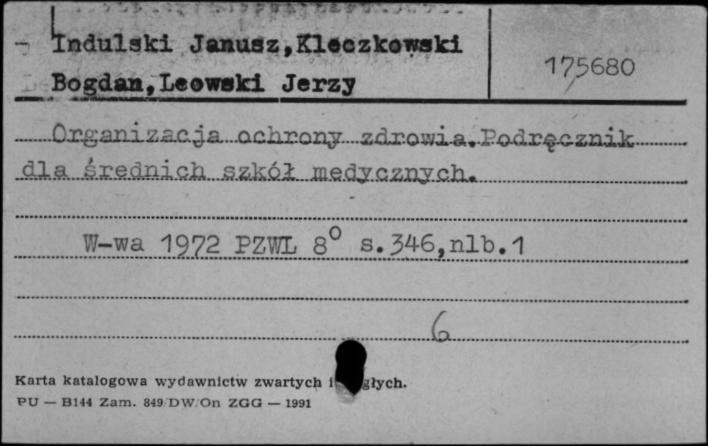 Indulski Janusz,Kleczkowski
Bogdan,Leowski Jerzy
175680
Organizacja ochrony zdrowia.Podręcznik
dla średnich szkół medycznych.
W-wa 1972 PZWL 8° s.346,nlb.1
6
Karta katalogowa wydawnictw zwartych i
PU — B144 Zam. 849/DW/On ZGG — 1991